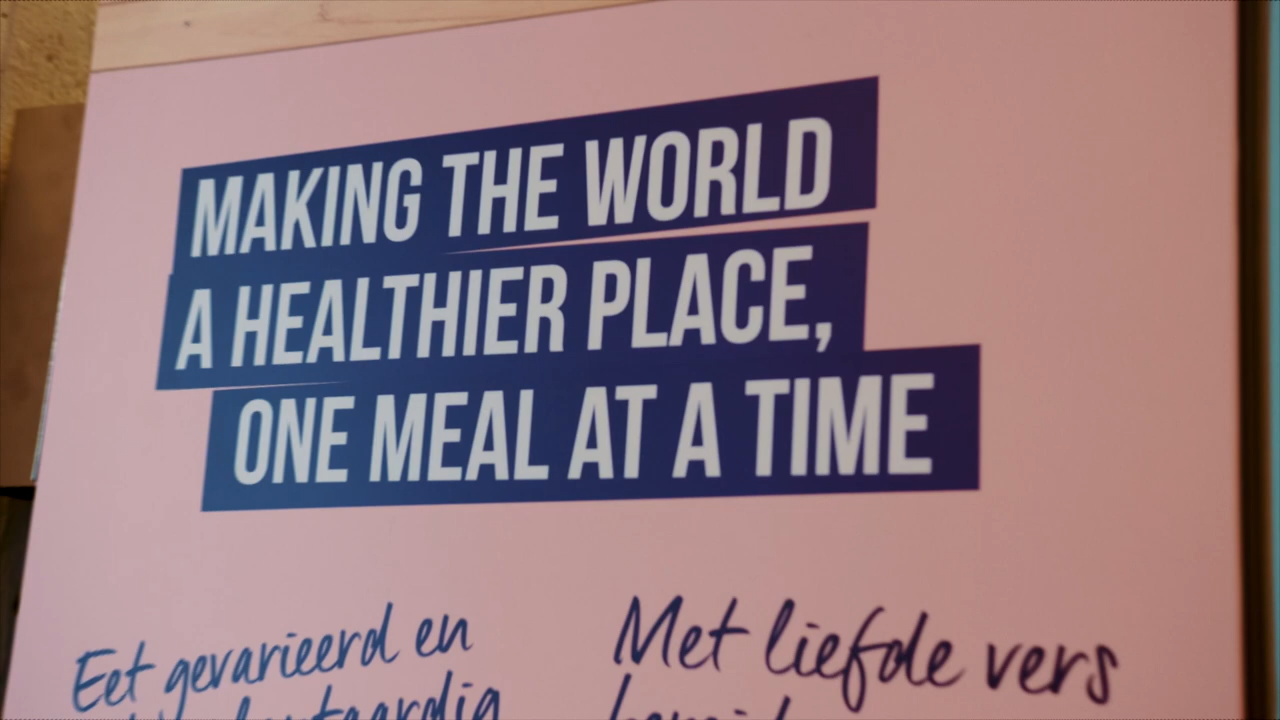 MAKING THE WORLD
A HEALTHIER PLACE,
ONE MEAL AT A TIME
Eet gevarieerd en
Met liefde vers